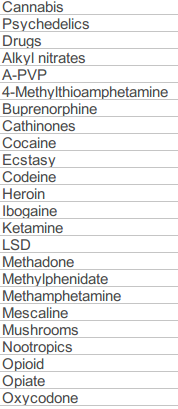 Cannabis
Psychedelics
Drugs
Alkyl nitrates
A-PVP
4-Methylthioamphetamine
Buprenorphine
Cathinones
Cocaine
Ecstasy
Codeine
Heroin
Ibogaine
Ketamine
LSD
Methadone
Methylphenidate
Methamphetamine
Mescaline
Mushrooms
Nootropics
Opioid
Opiate
Oxycodone